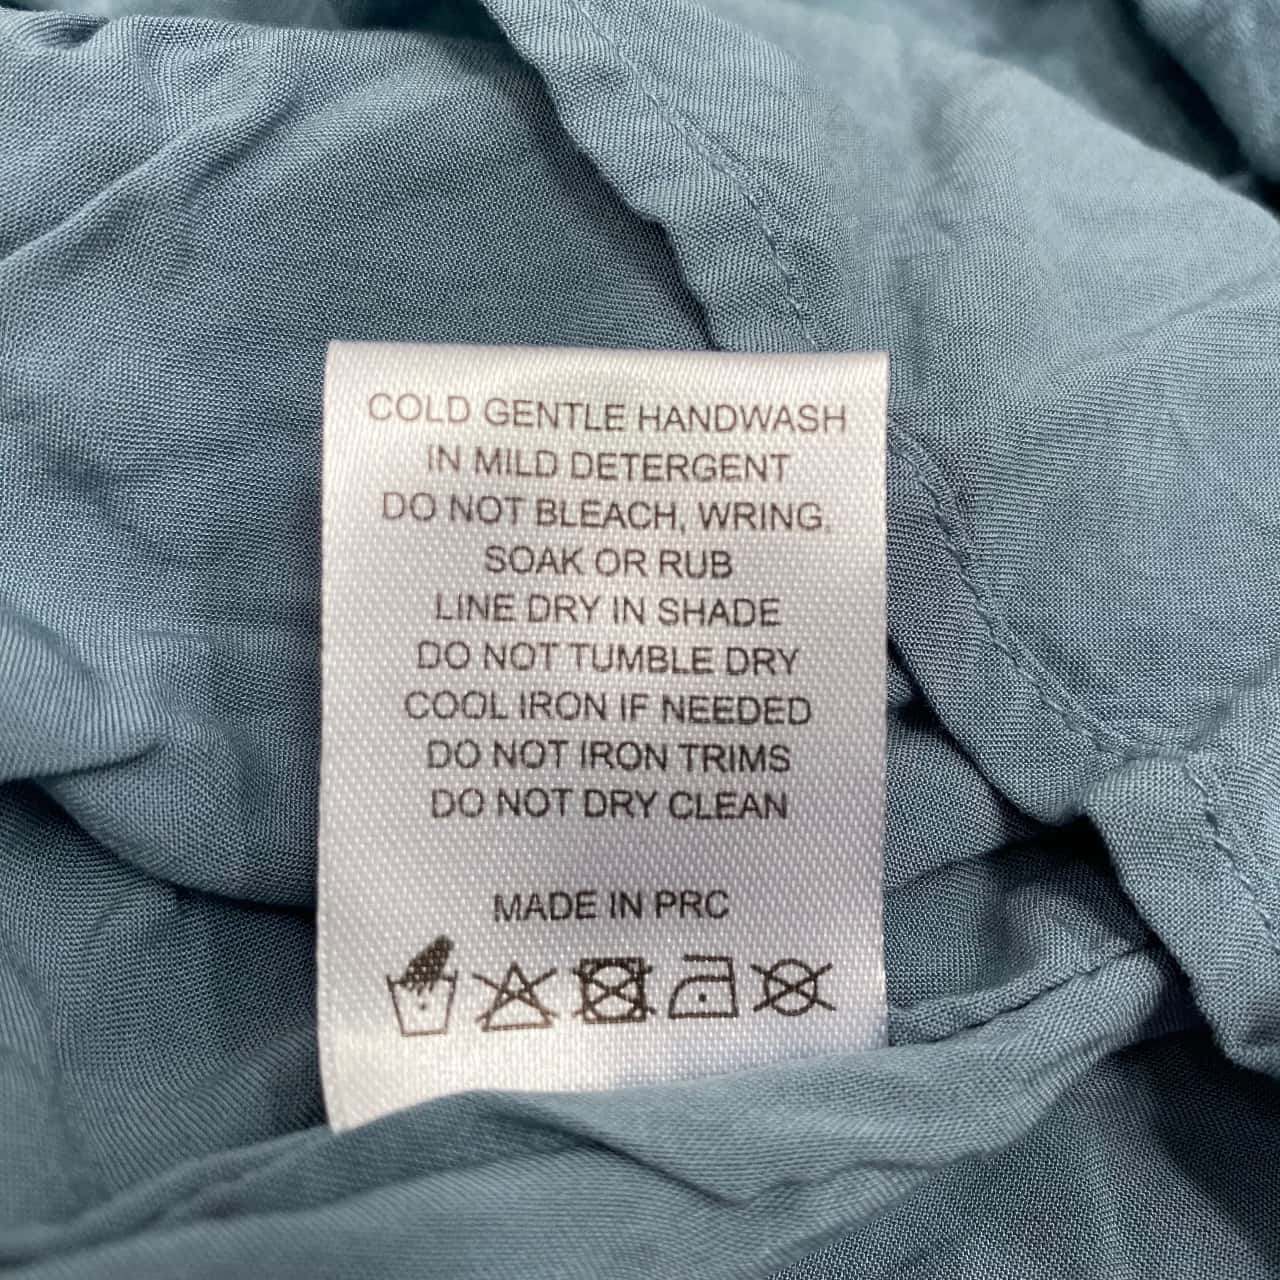 COLD GENTLE HANDWASH
IN MILD DETERGENT
DO NOT BLEACH, WRING,
SOAK OR RUB
LINE DRY IN SHADE
DO NOT TUMBLE DRY
COOL IRON IF NEEDED
DO NOT IRON TRIMS
DO NOT DRY CLEAN
MADE IN PRC